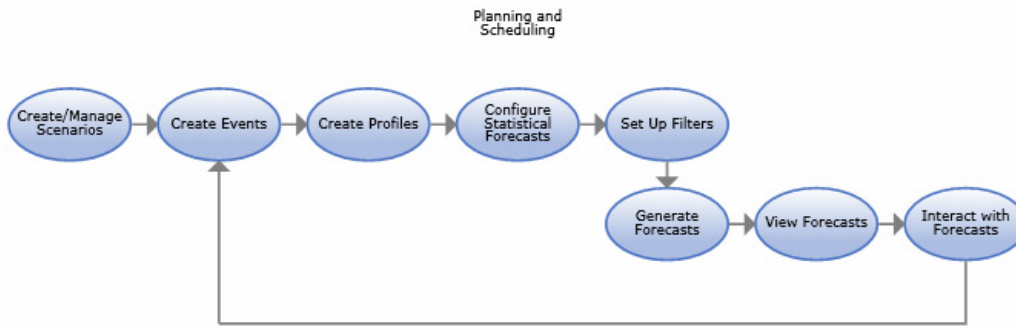 Planning and
Scheduling
Create/Manage
Scenarios
Create Events
Create Profiles
Configure
Statistical
Forecasts
Set Up Filters
Generate
Forecasts
View Forecasts
Interact with
Forecasts